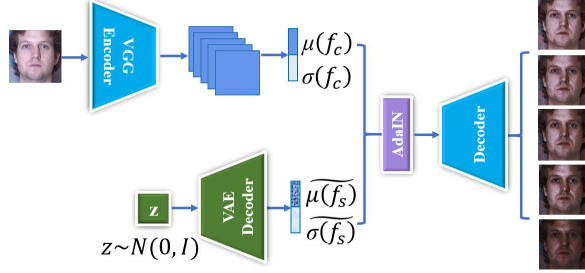 VGG
Encoder
μ(f_c)
σ(f_c)
AdaIN
Decoder
z
VAE
Decoder
μ(f_s)~
σ(f_s)~
z~N(0, I)